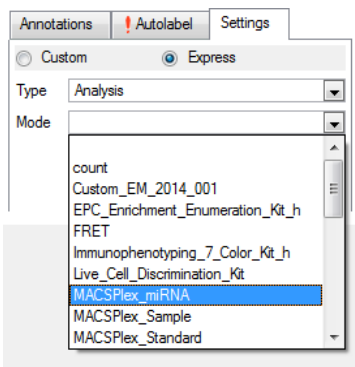 Annotations ! Autolabel Settings
Custom Express
Type Analysis
Mode
count
Custom_EM_2014_001
EPC_Enrichment_Enumeration_Kit_h
FRET
Immunophenotyping_7_Color_Kit_h
Live_Cell_Discrimination_Kit
MACSPlex_miRNA
MACSPlex_Sample
MACSPlex_Standard